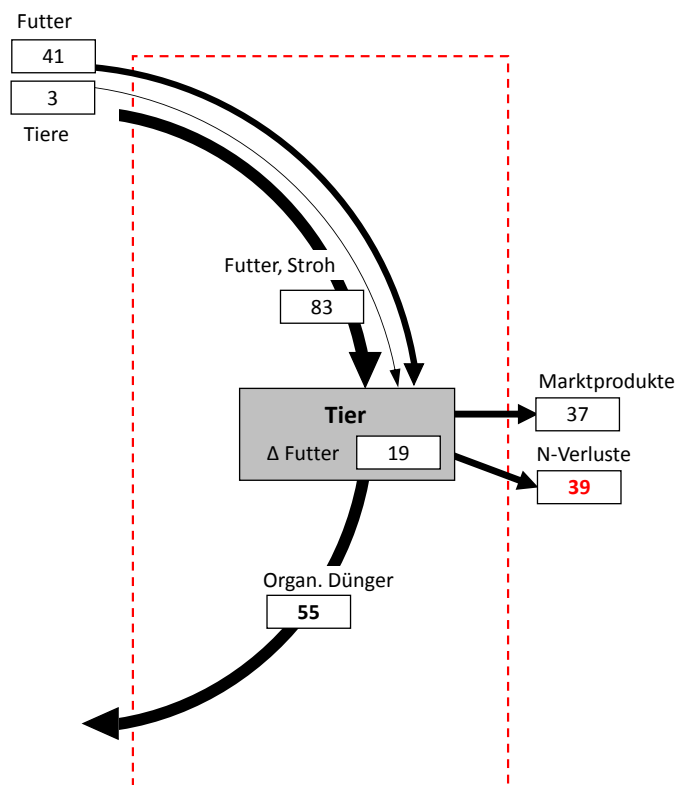 Futter
41
3
Tiere
Futter, Stroh
83
Tier
Δ Futter 19
Marktprodukte
37
N-Verluste
39
Organ. Dünger
55